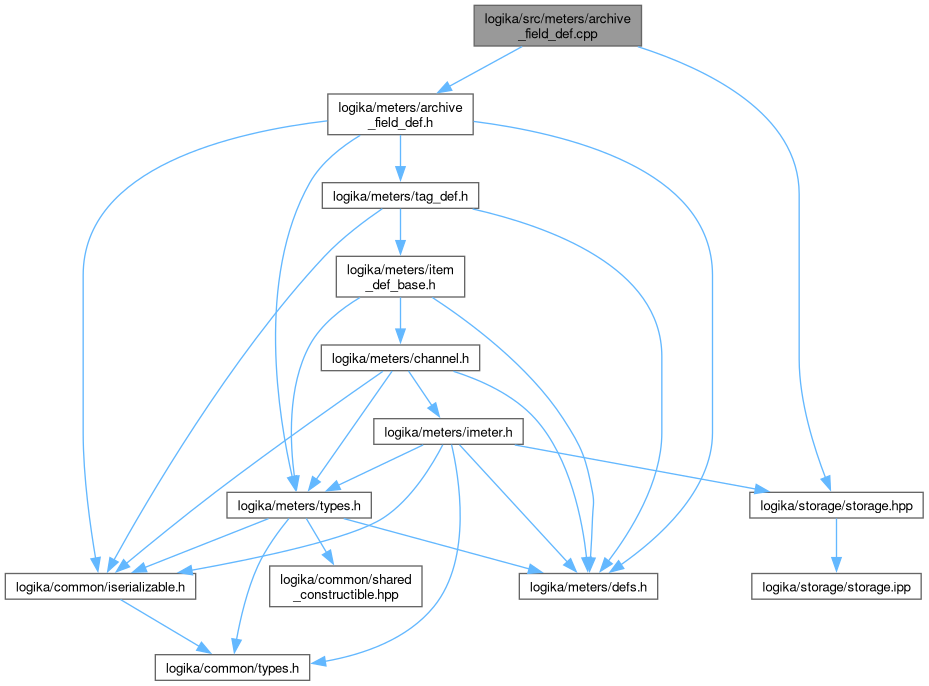 logika/src/meters/archive
_field_def.cpp
logika/meters/archive
_field_def.h
logika/meters/tag_def.h
logika/meters/item
_def_base.h
logika/meters/channel.h
logika/meters/imeter.h
logika/meters/types.h
logika/storage/storage.hpp
logika/common/iserializable.h
logika/common/shared
_constructible.hpp
logika/meters/defs.h
logika/storage/storage.ipp
logika/common/types.h